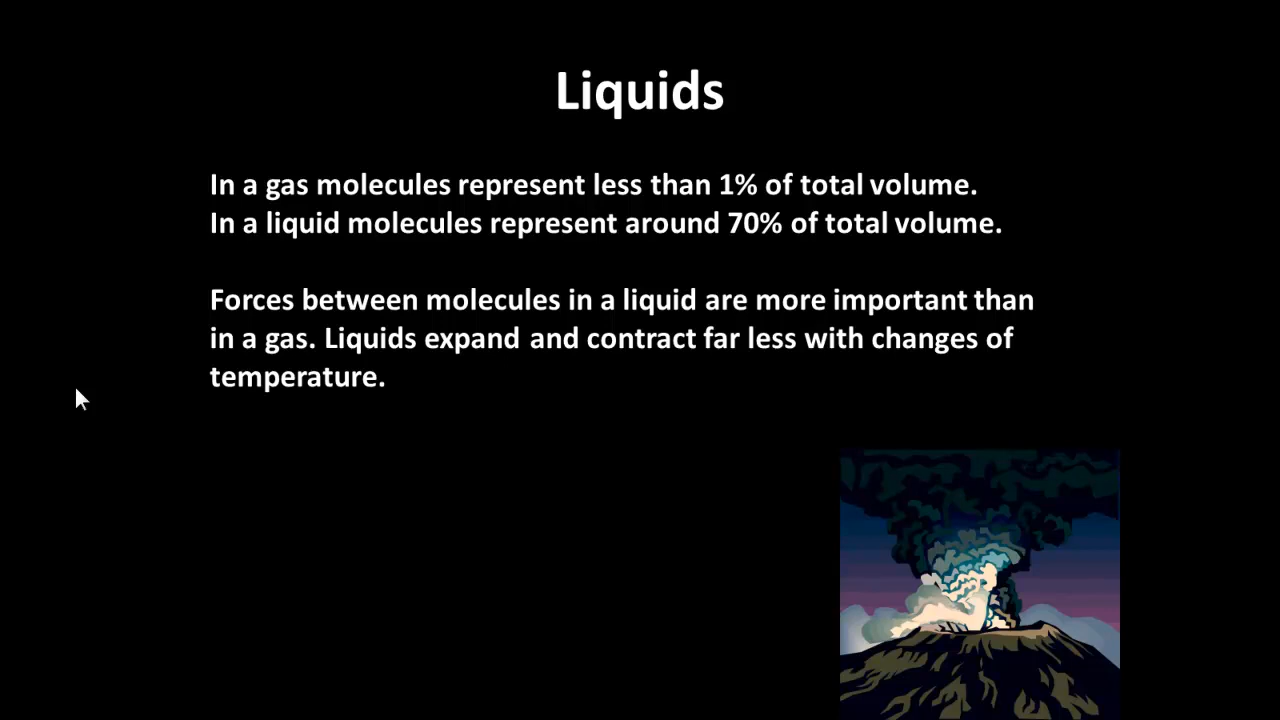 Liquids
In a gas molecules represent less than 1% of total volume.
In a liquid molecules represent around 70% of total volume.
Forces between molecules in a liquid are more important than
in a gas. Liquids expand and contract far less with changes of
temperature.